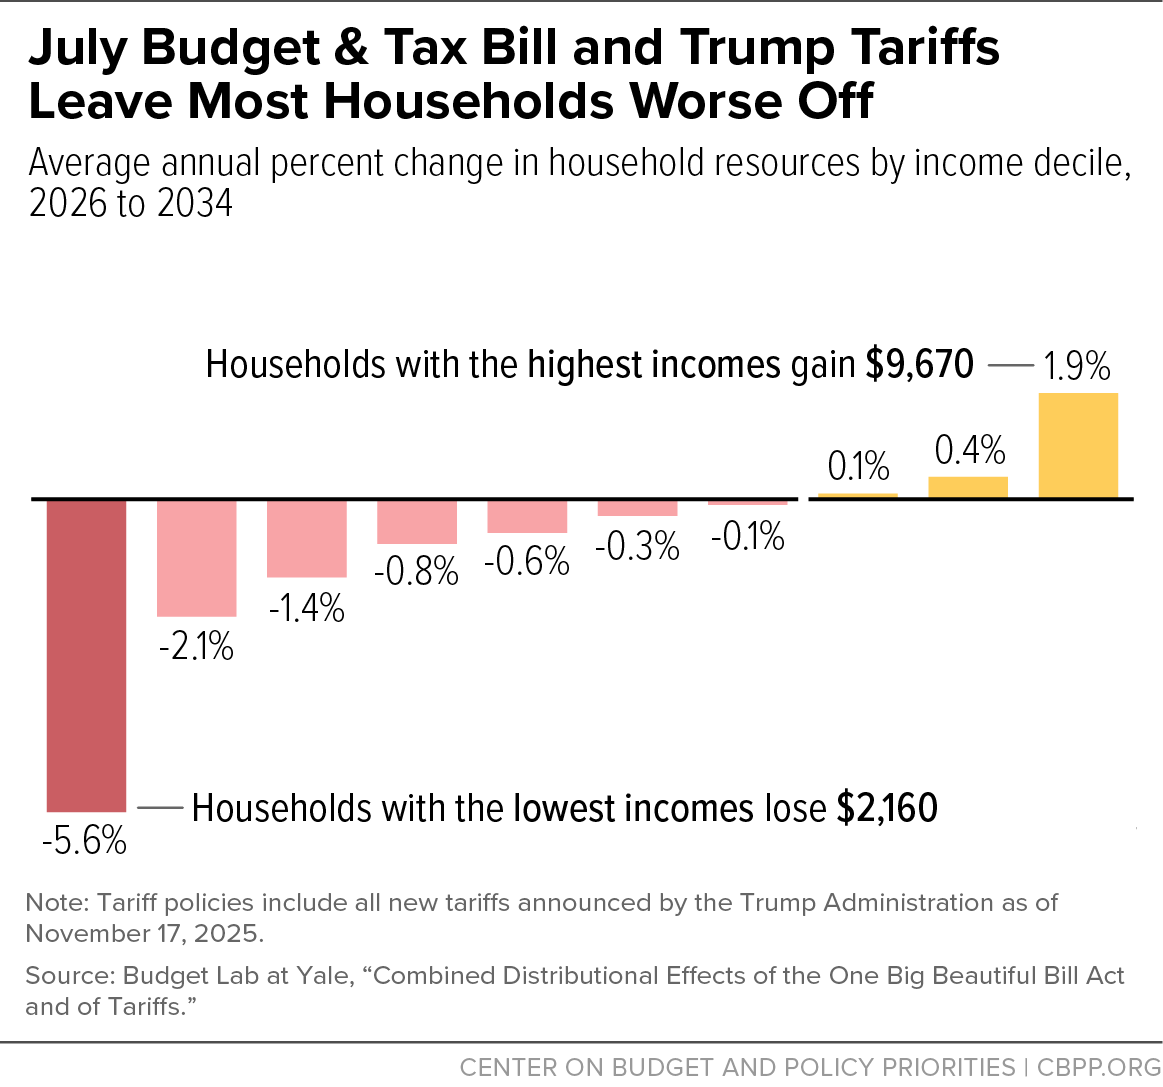 July Budget & Tax Bill and Trump Tariffs
Leave Most Households Worse Off
Average annual percent change in household resources by income decile,
2026 to 2034
Households with the highest incomes gain $9,670
1.9%
0.1%
0.4%
-5.6%
-2.1%
-1.4%
-0.8%
-0.6%
-0.3%
-0.1%
Households with the lowest incomes lose $2,160
Note: Tariff policies include all new tariffs announced by the Trump Administration as of
November 17, 2025.
Source: Budget Lab at Yale, “Combined Distributional Effects of the One Big Beautiful Bill Act
and of Tariffs.”
CENTER ON BUDGET AND POLICY PRIORITIES | CBPP.ORG